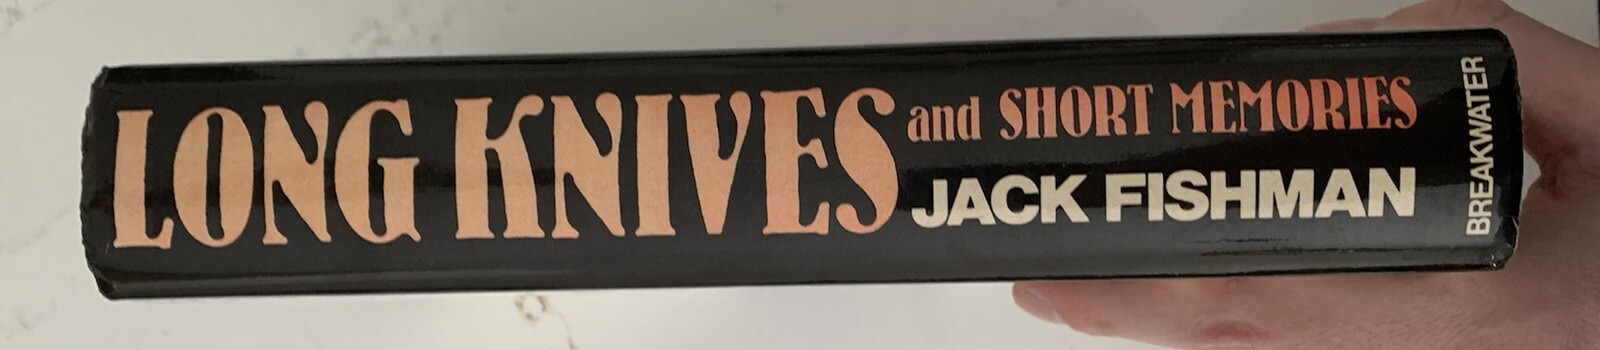 LONG KNIVES and SHORT MEMORIES
JACK FISHMAN
BREAKWATER